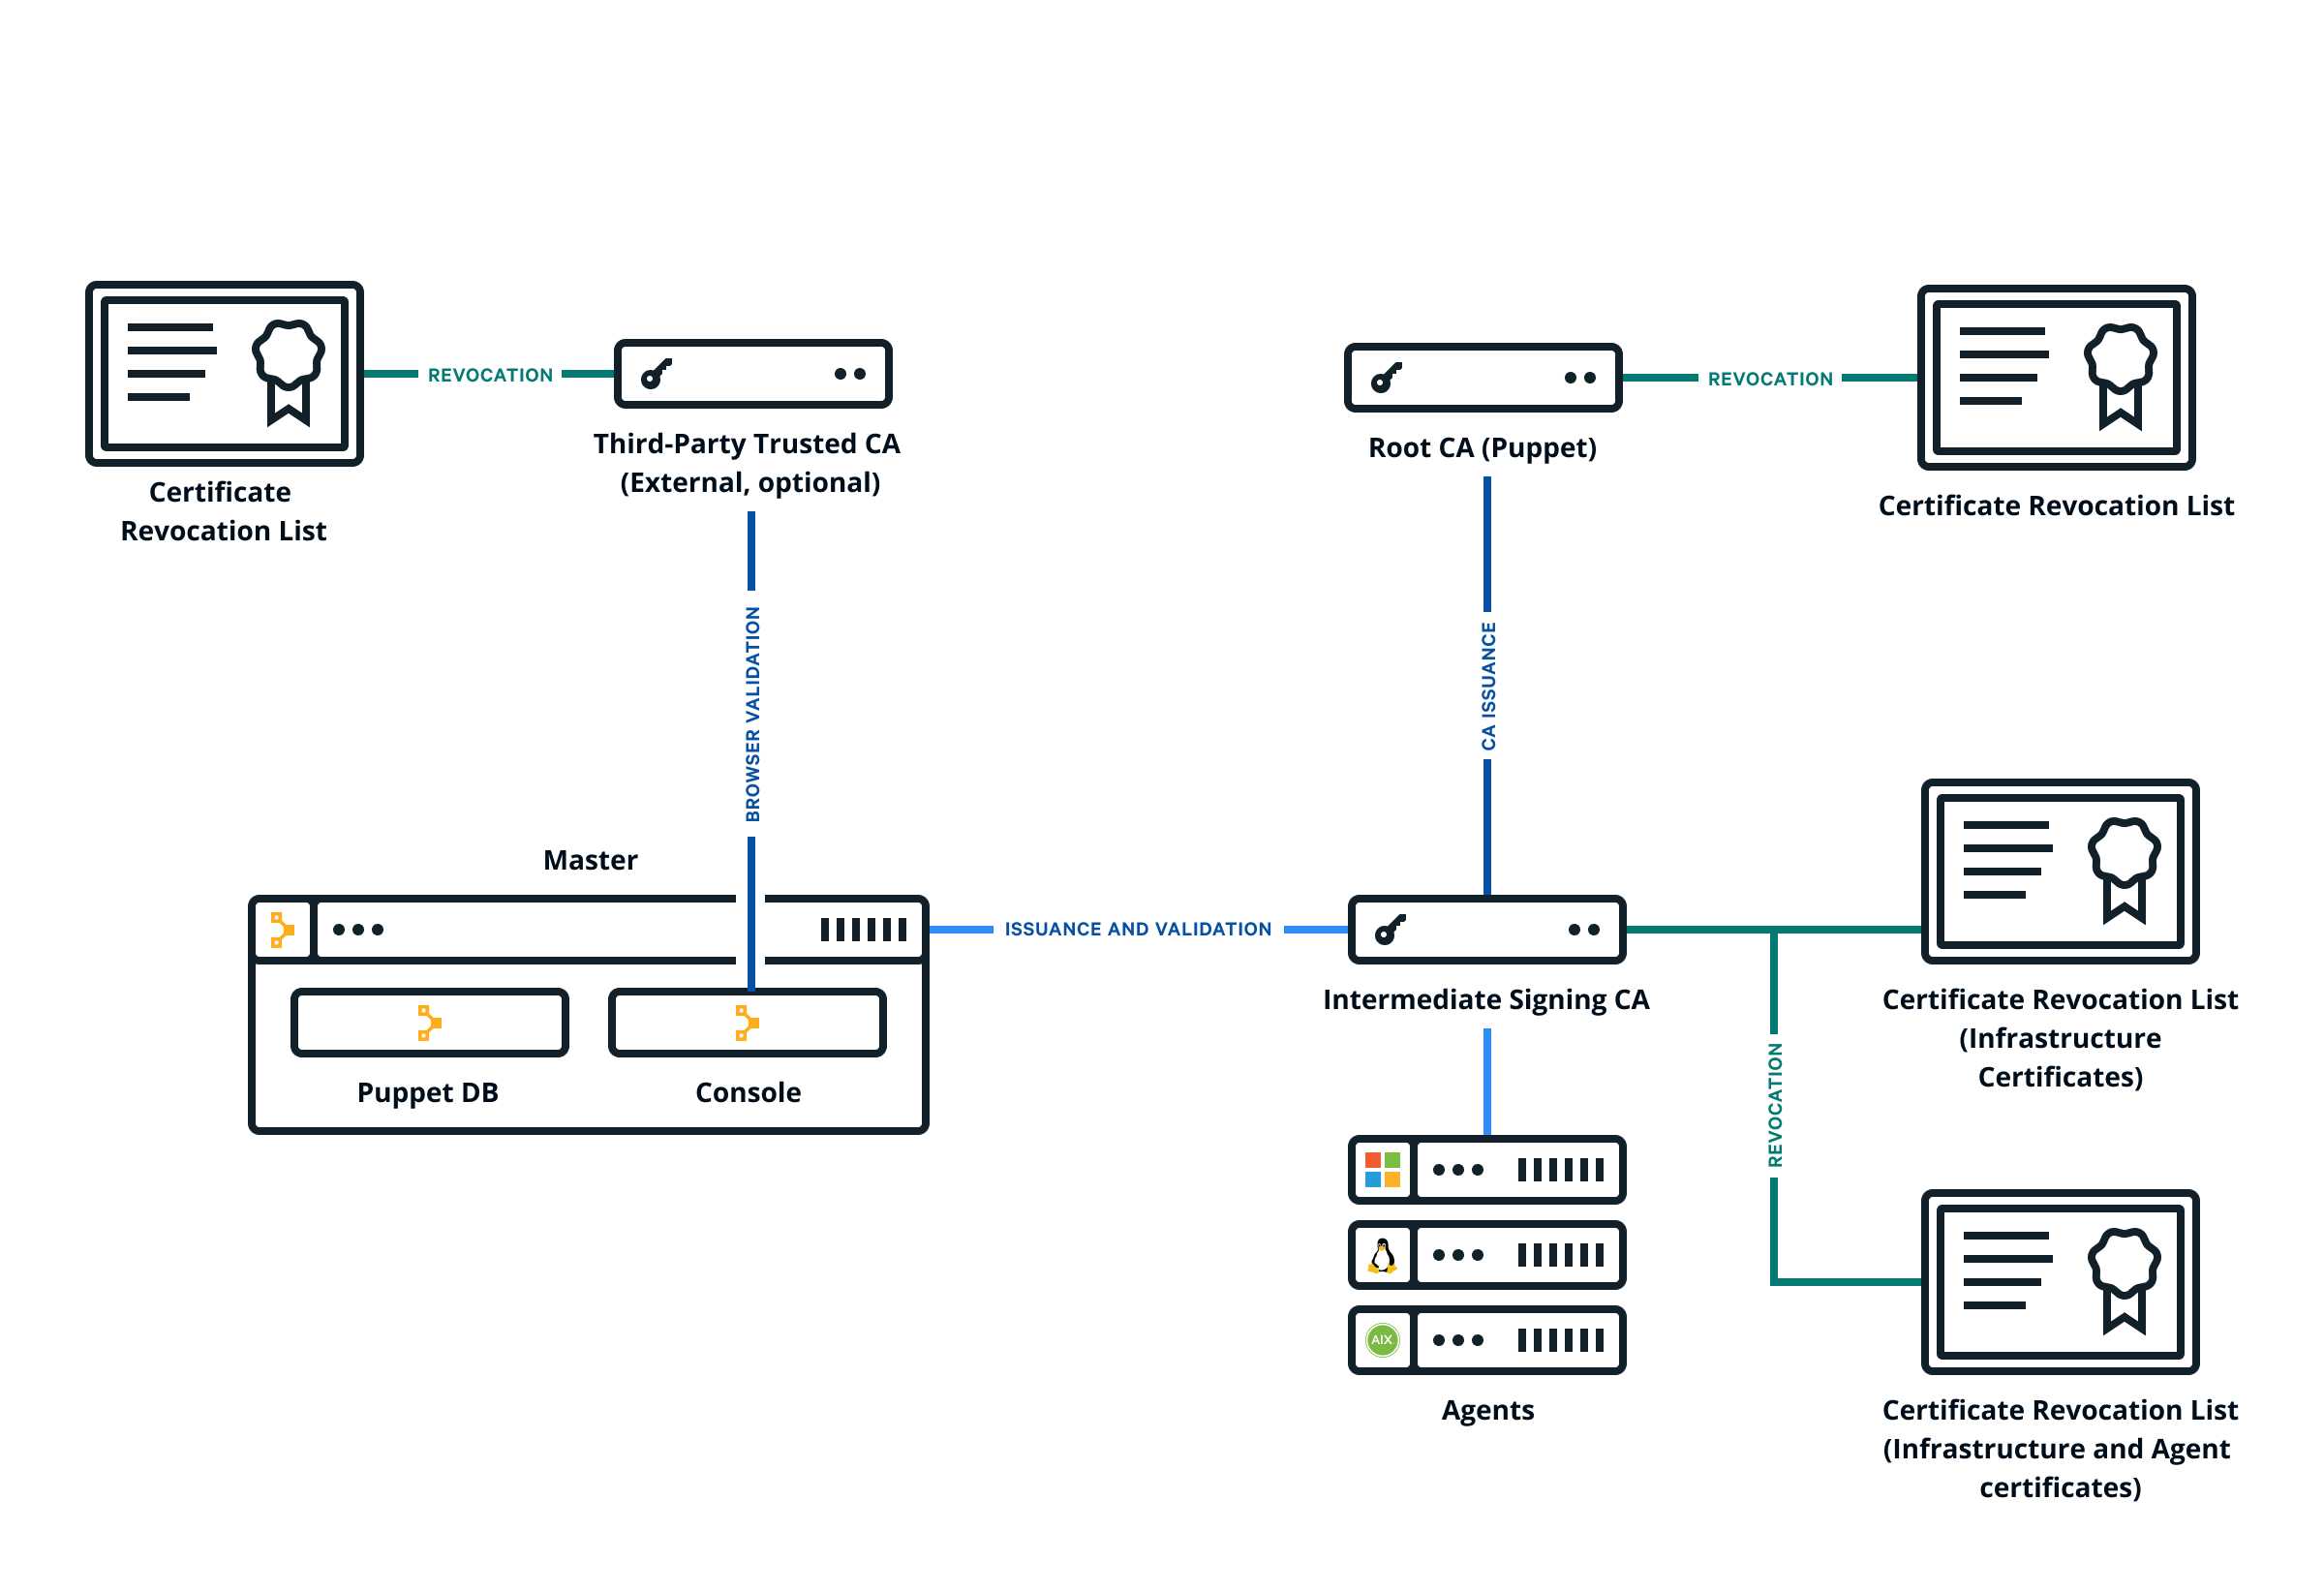 REVOCATION
Third-Party Trusted CA
(External, optional)
Certificate
Revocation List
REVOCATION
Root CA (Puppet)
Certificate Revocation List
BROWSER VALIDATION
CA ISSUANCE
Master
Puppet DB
Console
ISSUANCE AND VALIDATION
Intermediate Signing CA
Certificate Revocation List
(Infrastructure
Certificates)
REVOCATION
AIX
Agents
Certificate Revocation List
(Infrastructure and Agent
certificates)